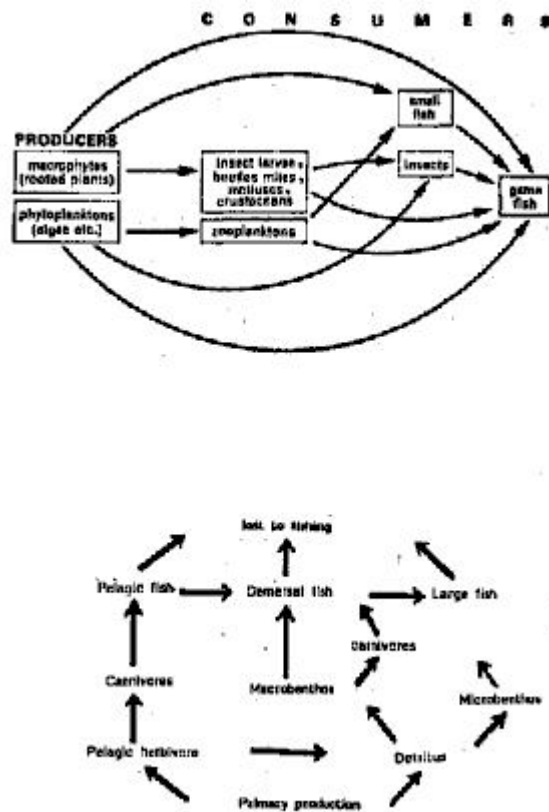 C O N S U M E R S
small
fish
PRODUCERS
macrophytes
(rooted plants)
insect larvae,
beetles mites,
molluscs,
crustaceans
insects
game
fish
phytoplanktons
(algae etc.)
zooplanktons
lost to fishing
Pelagic fish
Demersal fish
Large fish
Carnivores
Carnivores
Macrobenthos
Microbenthos
Pelagic herbivore
Detritus
Primary production